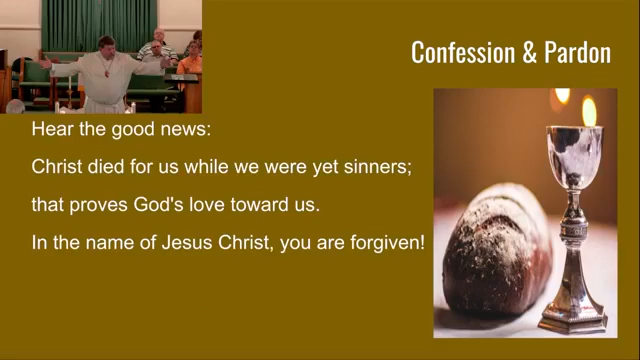 Confession & Pardon
Hear the good news:
Christ died for us while we were yet sinners;
that proves God's love toward us.
In the name of Jesus Christ, you are forgiven!